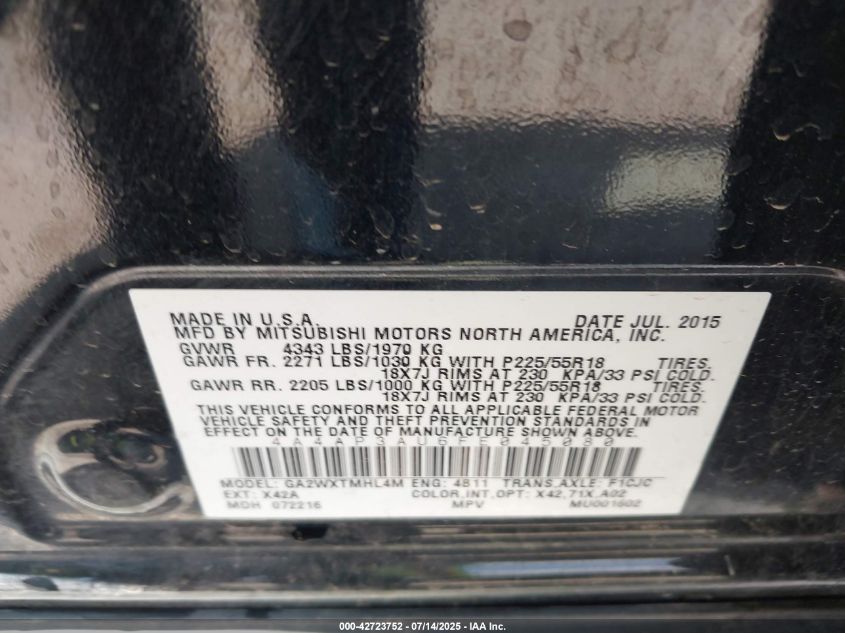 MADE IN U.S.A. DATE JUL. 2015
MFD BY MITSUBISHI MOTORS NORTH AMERICA, INC.
GVWR 4343 LBS/1970 KG
GAWR FR. 2271 LBS/1030 KG WITH P225/55R18 TIRES,
18X7J RIMS AT 230 KPA/33 PSI COLD.
GAWR RR. 2205 LBS/1000 KG WITH P225/55R18 TIRES,
18X7J RIMS AT 230 KPA/33 PSI COLD.
THIS VEHICLE CONFORMS TO ALL APPLICABLE FEDERAL MOTOR
VEHICLE SAFETY AND THEFT PREVENTION STANDARDS IN
EFFECT ON THE DATE OF MANUFACTURE SHOWN ABOVE.
4A4AP3AU6FE045080
MODEL: GA2WXTMHL4M ENG: 4B11 TRANS,AXLE: F1CJC
EXT: X42A COLOR,INT,OPT: X42,71X,A02
MDH 072216 MPV MU001602
000-42723752 - 07/14/2025 - IAA Inc.